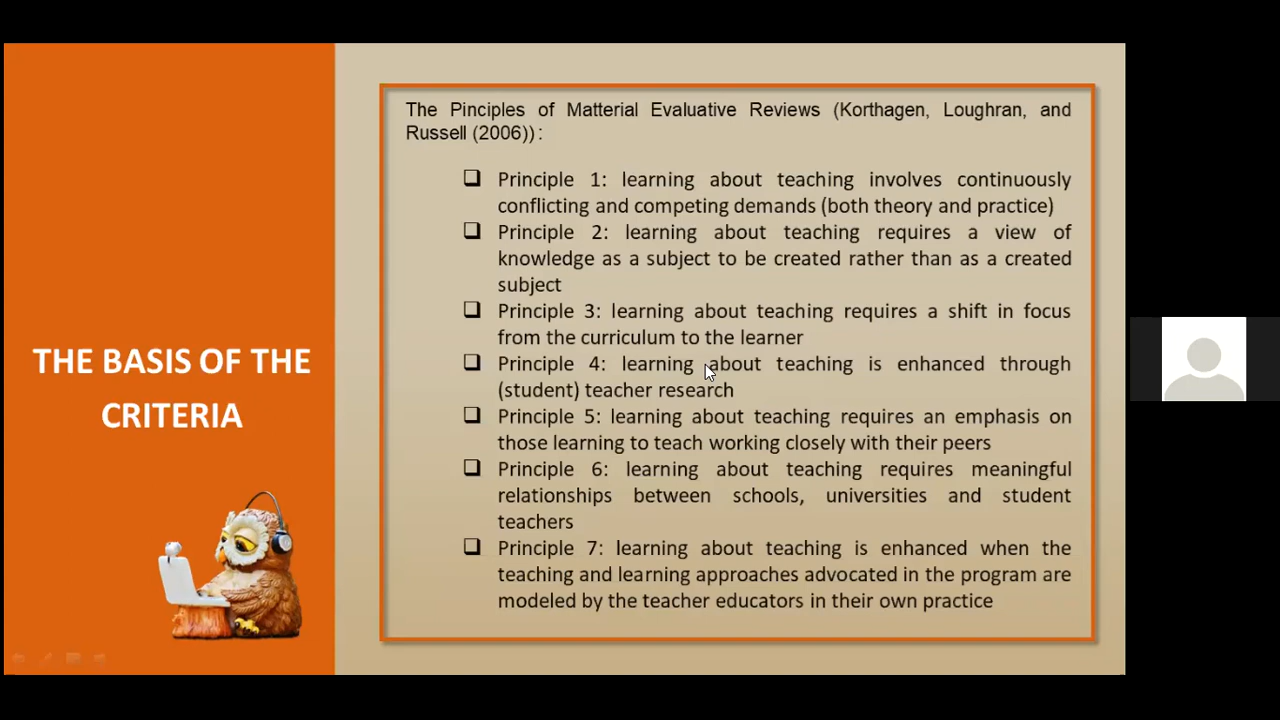 THE BASIS OF THE
CRITERIA
The Pinciples of Matterial Evaluative Reviews (Korthagen, Loughran, and
Russell (2006)) :
Principle 1: learning about teaching involves continuously
conflicting and competing demands (both theory and practice)
Principle 2: learning about teaching requires a view of
knowledge as a subject to be created rather than as a created
subject
Principle 3: learning about teaching requires a shift in focus
from the curriculum to the learner
Principle 4: learning about teaching is enhanced through
(student) teacher research
Principle 5: learning about teaching requires an emphasis on
those learning to teach working closely with their peers
Principle 6: learning about teaching requires meaningful
relationships between schools, universities and student
teachers
Principle 7: learning about teaching is enhanced when the
teaching and learning approaches advocated in the program are
modeled by the teacher educators in their own practice